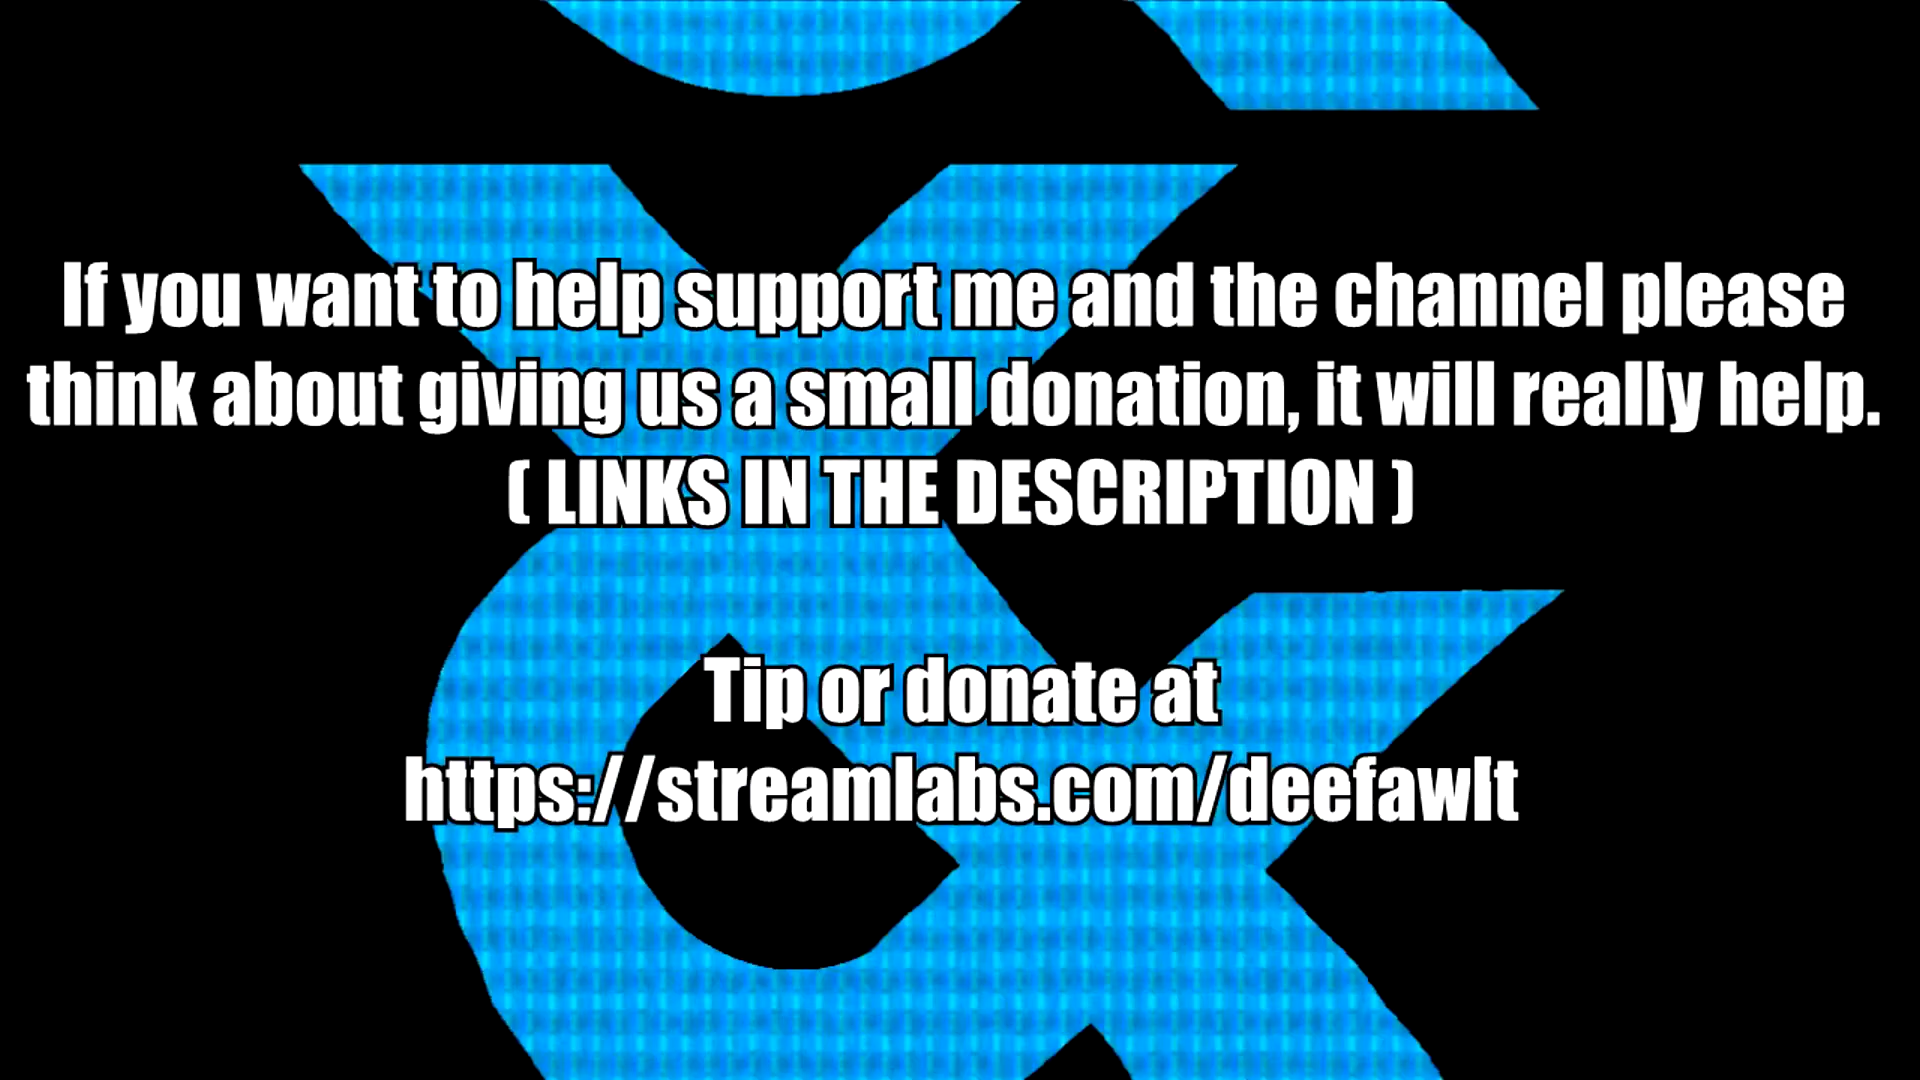 If you want to help support me and the channel please
think about giving us a small donation, it will really help.
( LINKS IN THE DESCRIPTION )
Tip or donate at
https://streamlabs.com/deefawlt